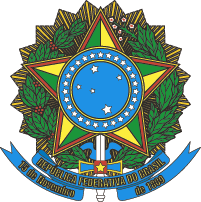 REPÚBLICA FEDERATIVA DO BRASIL
15 de Novembro de 1889